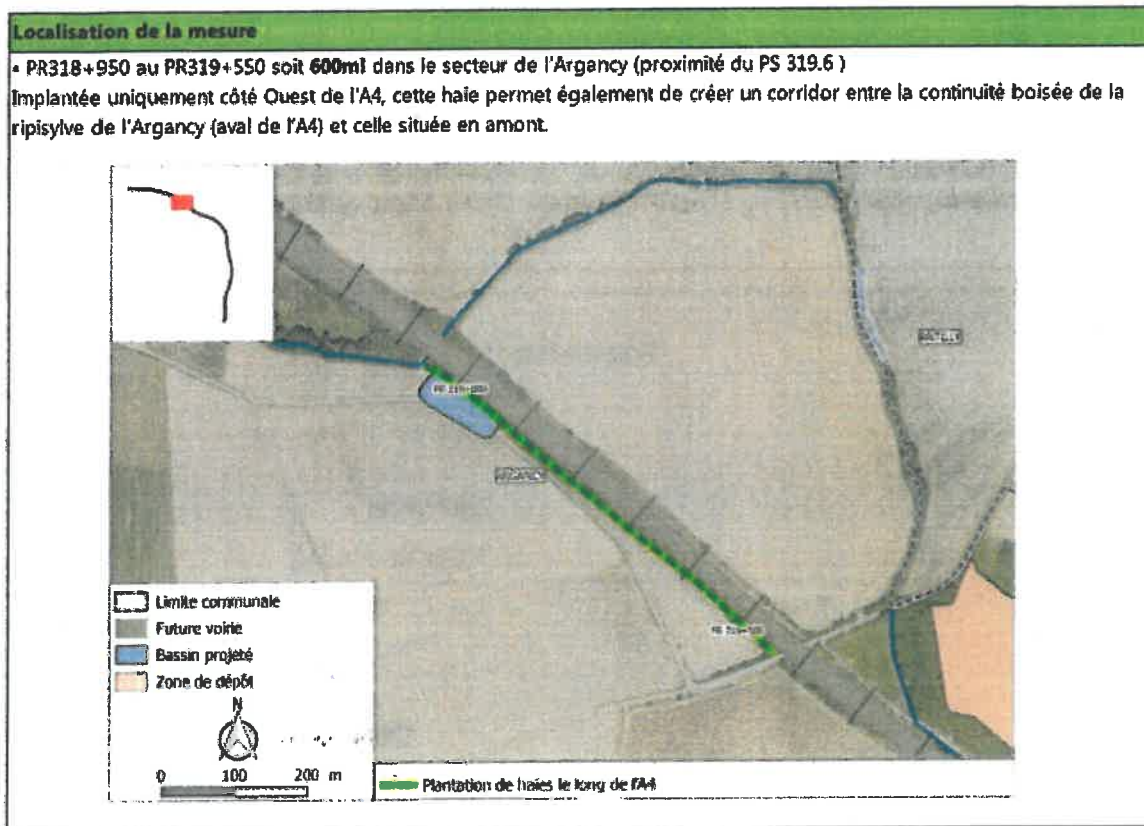 Localisation de la mesure
• PR318+950 au PR319+550 soit 600ml dans le secteur de l'Argancy (proximité du PS 319.6 )
Implantée uniquement côté Ouest de l'A4, cette haie permet également de créer un corridor entre la continuité boisée de la
ripisylve de l'Argancy (aval de l'A4) et celle située en amont.
ARGANCY
Limite communale
Future voirie
Bassin projeté
Zone de dépôt
N
0 100 200 m
Plantation de haies le long de l'A4